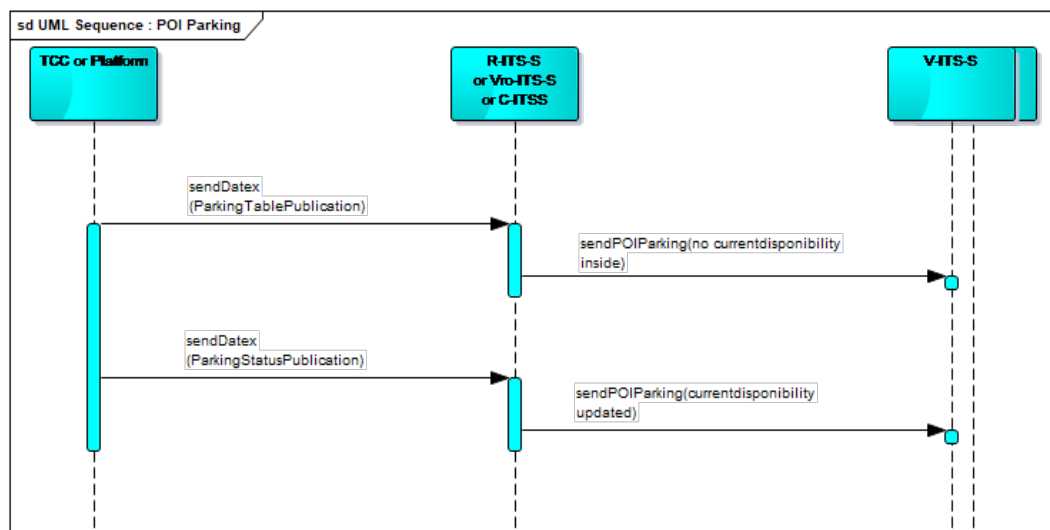 sd UML Sequence : POI Parking
TCC or Platform
R-ITS-S
or Vro-ITS-S
or C-ITSS
V-ITS-S
sendDatex
(ParkingTablePublication)
sendPOIParking(no currentdisponibility
inside)
sendDatex
(ParkingStatusPublication)
sendPOIParking(currentdisponibility
updated)